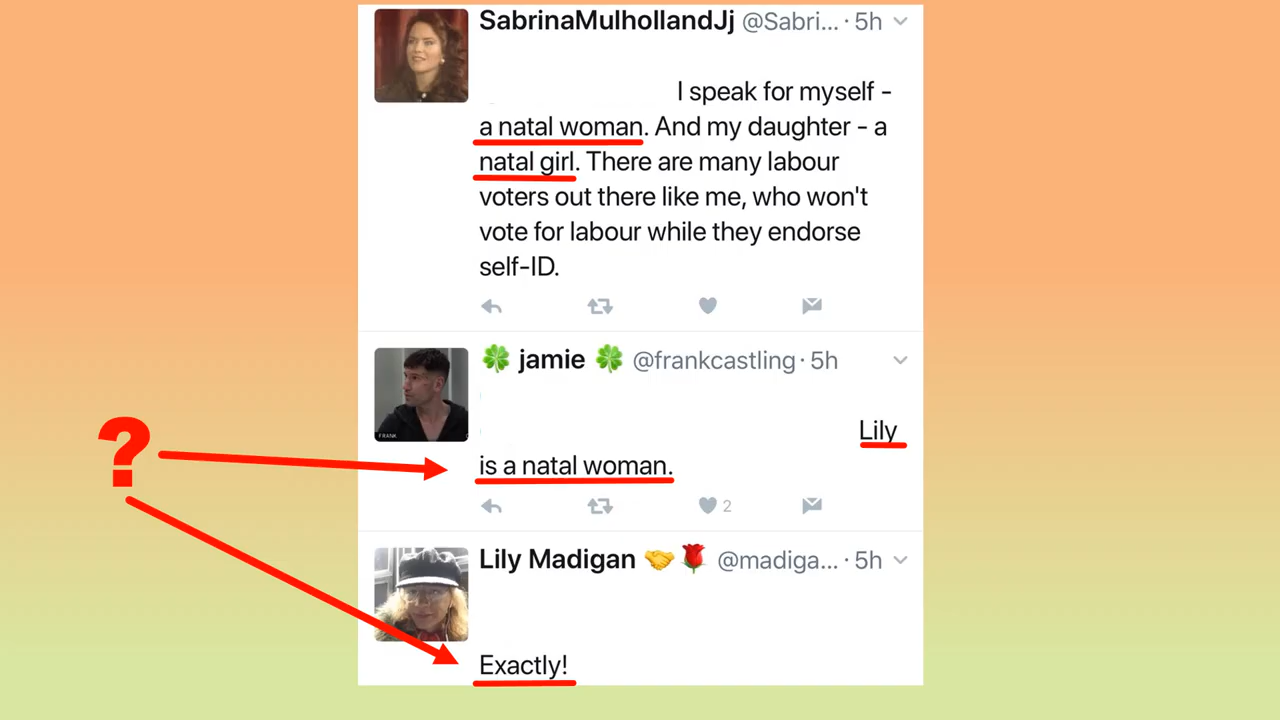 SabrinaMulhollandJj @Sabri... · 5h
I speak for myself -
a natal woman. And my daughter - a
natal girl. There are many labour
voters out there like me, who won't
vote for labour while they endorse
self-ID.
🍀 jamie 🍀 @frankcastling · 5h
FRANK
Lily
is a natal woman.
2
?
Lily Madigan 🤝🌹 @madiga... · 5h
Exactly!